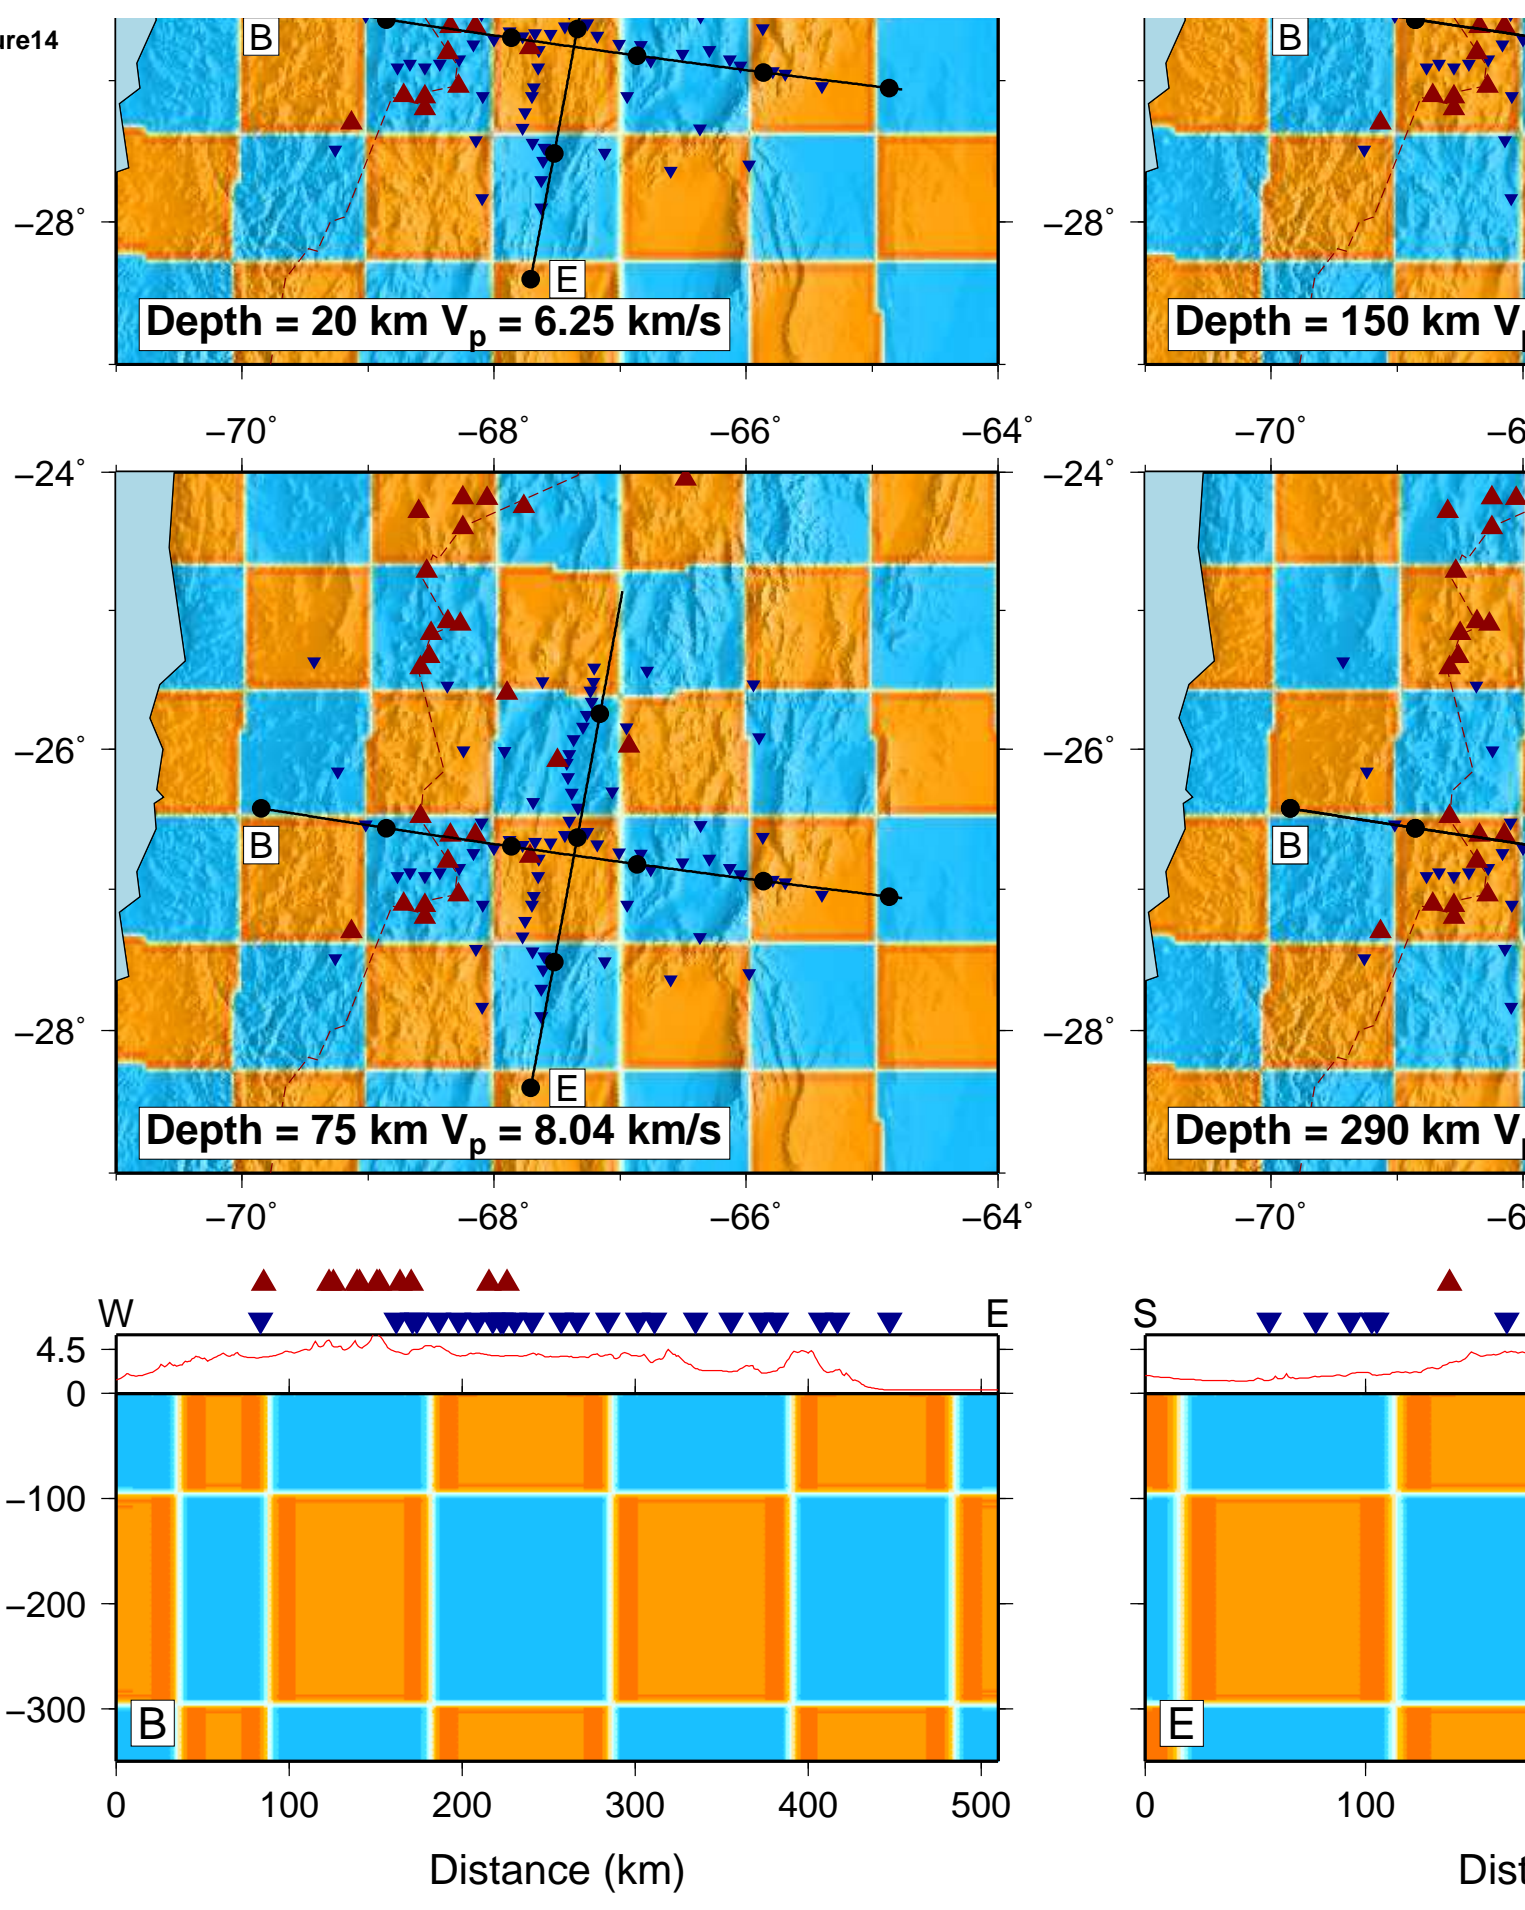 ure14
B
B
−28°
−28°
E
Depth = 20 km Vp = 6.25 km/s
Depth = 150 km V
−70° −68° −66° −64°
−70° −6
−24°
−24°
−26°
−26°
B
B
−28°
−28°
E
Depth = 75 km Vp = 8.04 km/s
Depth = 290 km V
−70° −68° −66° −64°
−70° −6
W E
S
4.5
0
−100
−200
−300
B
E
0 100 200 300 400 500
0 100
Distance (km)
Dist